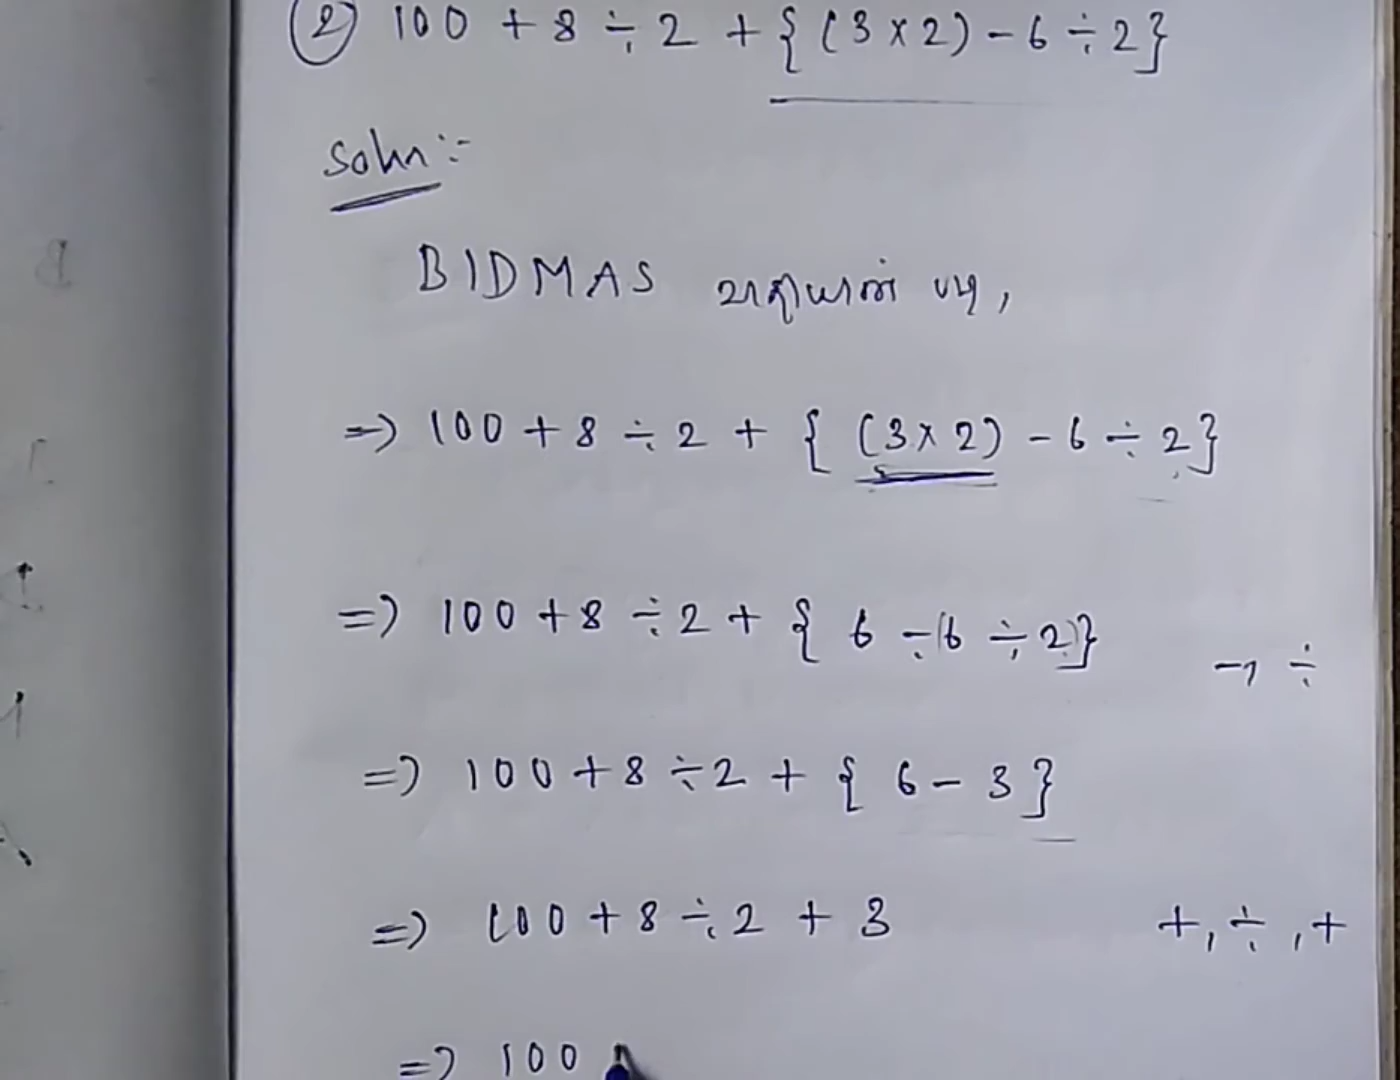 ② 100 + 8 ÷ 2 + { (3 × 2) - 6 ÷ 2}
Soln :-
BIDMAS படி,
=> 100 + 8 ÷ 2 + { (3 × 2) - 6 ÷ 2}
=> 100 + 8 ÷ 2 + { 6 - (6 ÷ 2)}
- , ÷
=> 100 + 8 ÷ 2 + { 6 - 3 }
=> 100 + 8 ÷ 2 + 3
+ , ÷ , +
=> 100